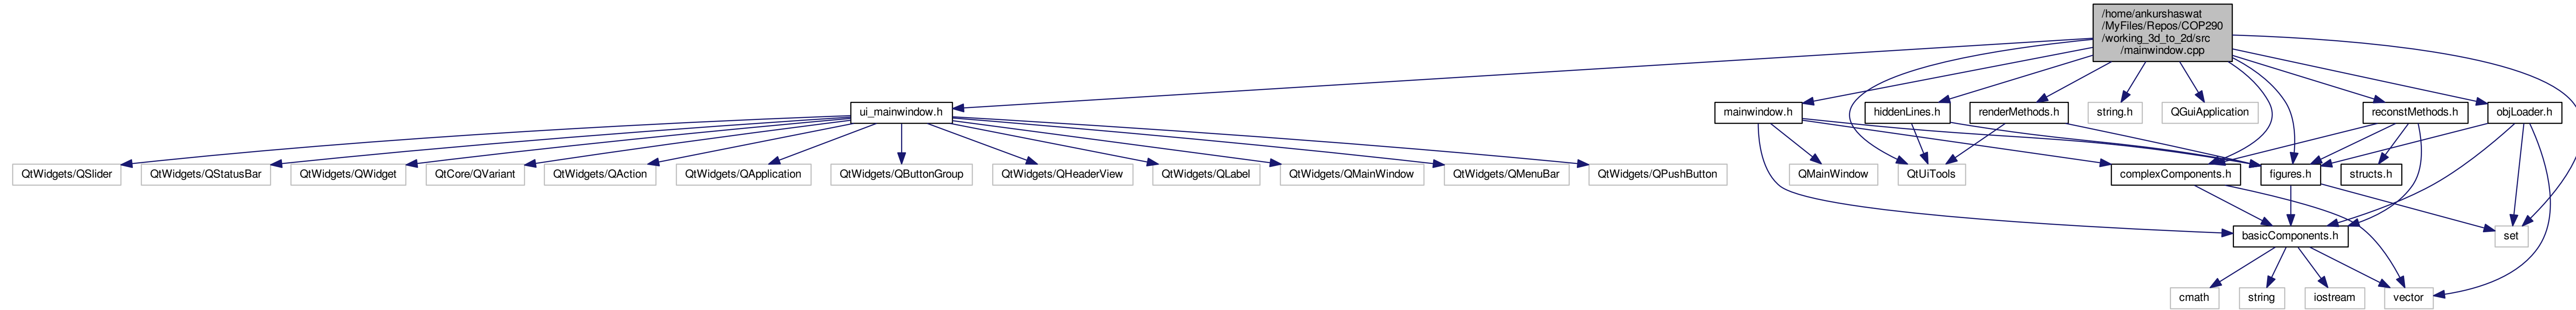 /home/ankurshaswat
/MyFiles/Repos/COP290
/working_3d_to_2d/src
/mainwindow.cpp
ui_mainwindow.h
mainwindow.h
hiddenLines.h
renderMethods.h
string.h
QGuiApplication
reconstMethods.h
objLoader.h
QtWidgets/QSlider
QtWidgets/QStatusBar
QtWidgets/QWidget
QtCore/QVariant
QtWidgets/QAction
QtWidgets/QApplication
QtWidgets/QButtonGroup
QtWidgets/QHeaderView
QtWidgets/QLabel
QtWidgets/QMainWindow
QtWidgets/QMenuBar
QtWidgets/QPushButton
QMainWindow
QtUiTools
complexComponents.h
figures.h
structs.h
basicComponents.h
set
cmath
string
iostream
vector